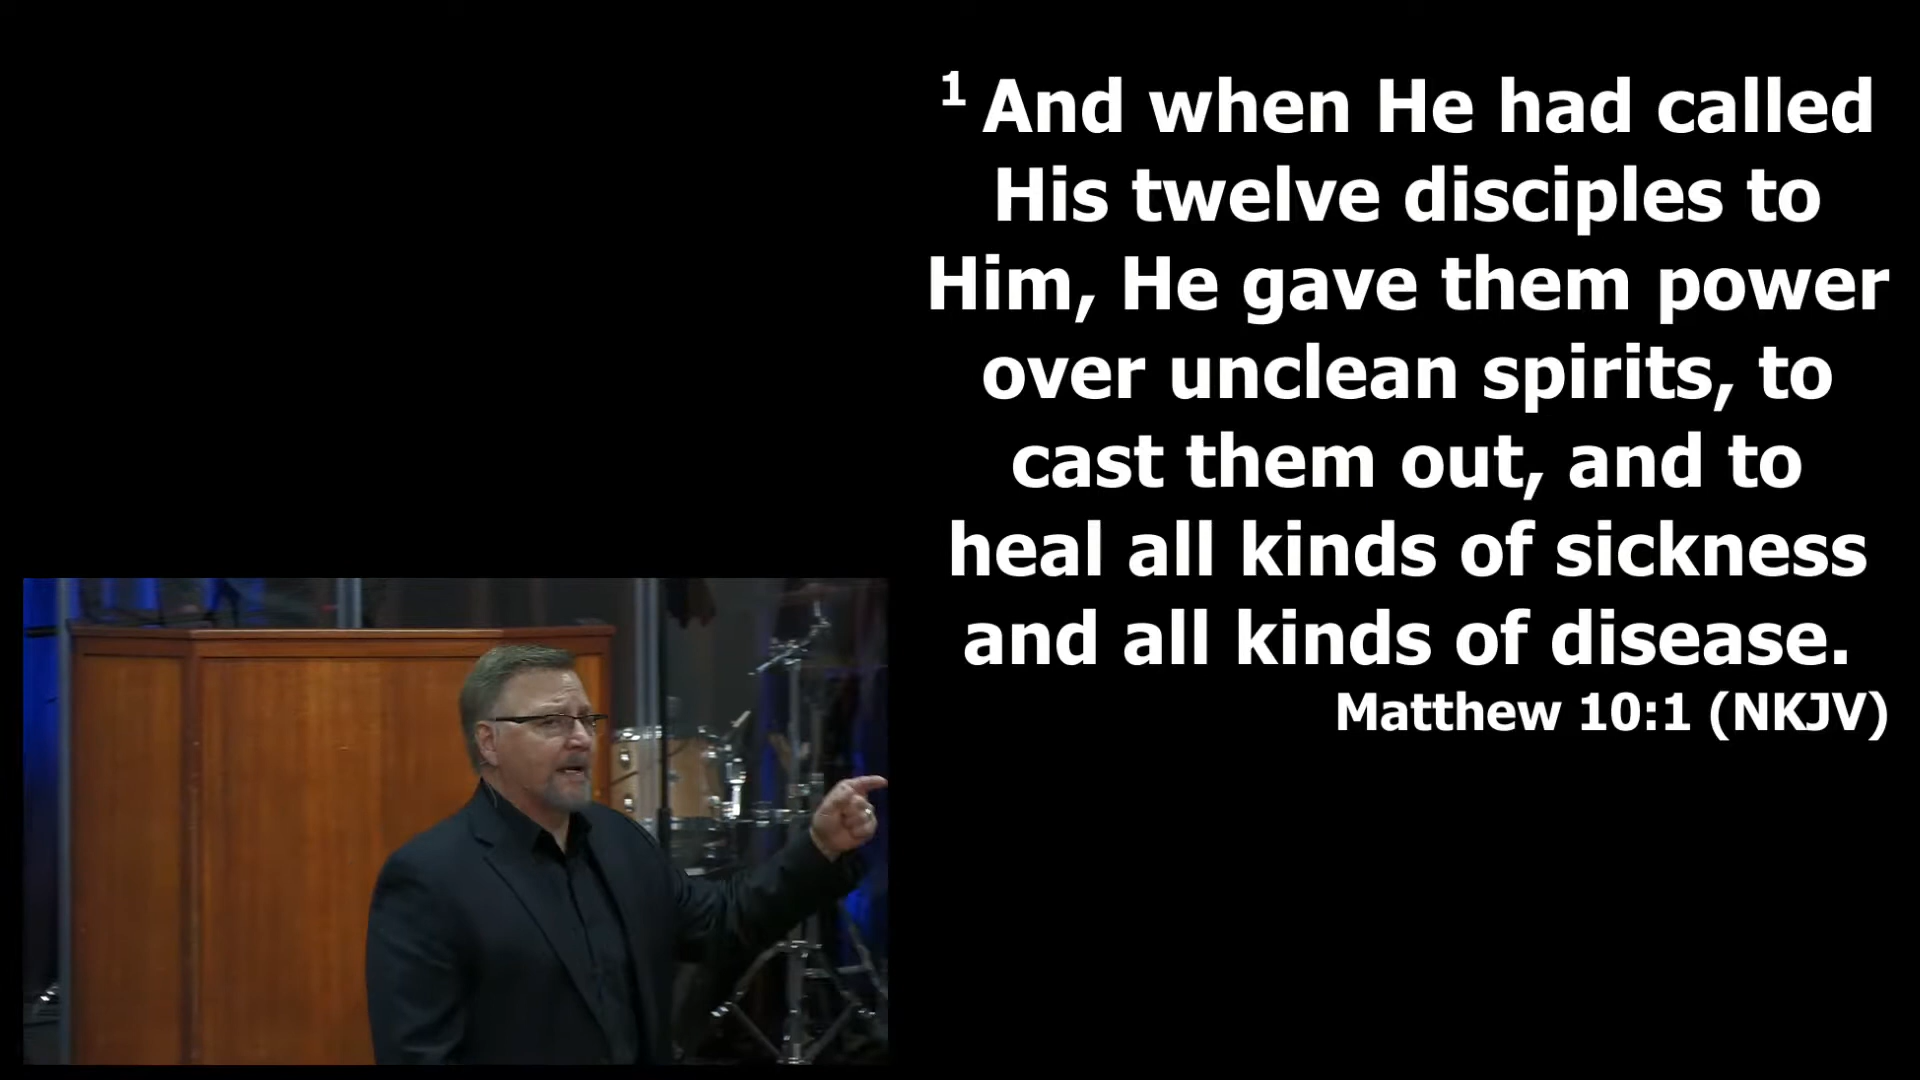 1 And when He had called
His twelve disciples to
Him, He gave them power
over unclean spirits, to
cast them out, and to
heal all kinds of sickness
and all kinds of disease.
Matthew 10:1 (NKJV)